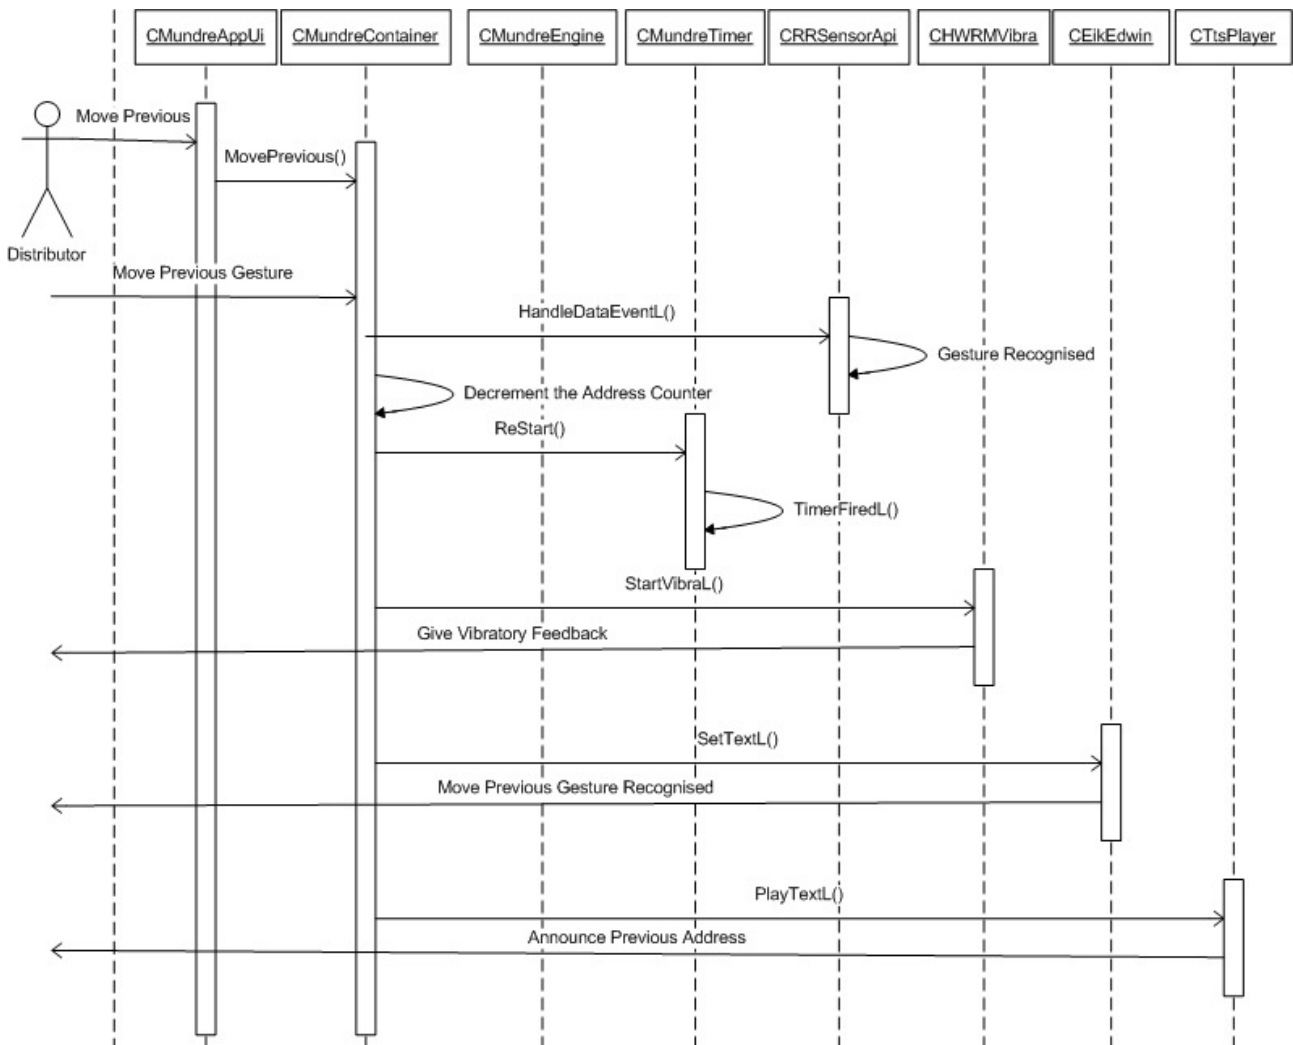 CMundreAppUi
CMundreContainer
CMundreEngine
CMundreTimer
CRRSensorApi
CHWRMVibra
CEikEdwin
CTtsPlayer
Move Previous
MovePrevious()
Distributor
Move Previous Gesture
HandleDataEventL()
Gesture Recognised
Decrement the Address Counter
ReStart()
TimerFiredL()
StartVibraL()
Give Vibratory Feedback
SetTextL()
Move Previous Gesture Recognised
PlayTextL()
Announce Previous Address